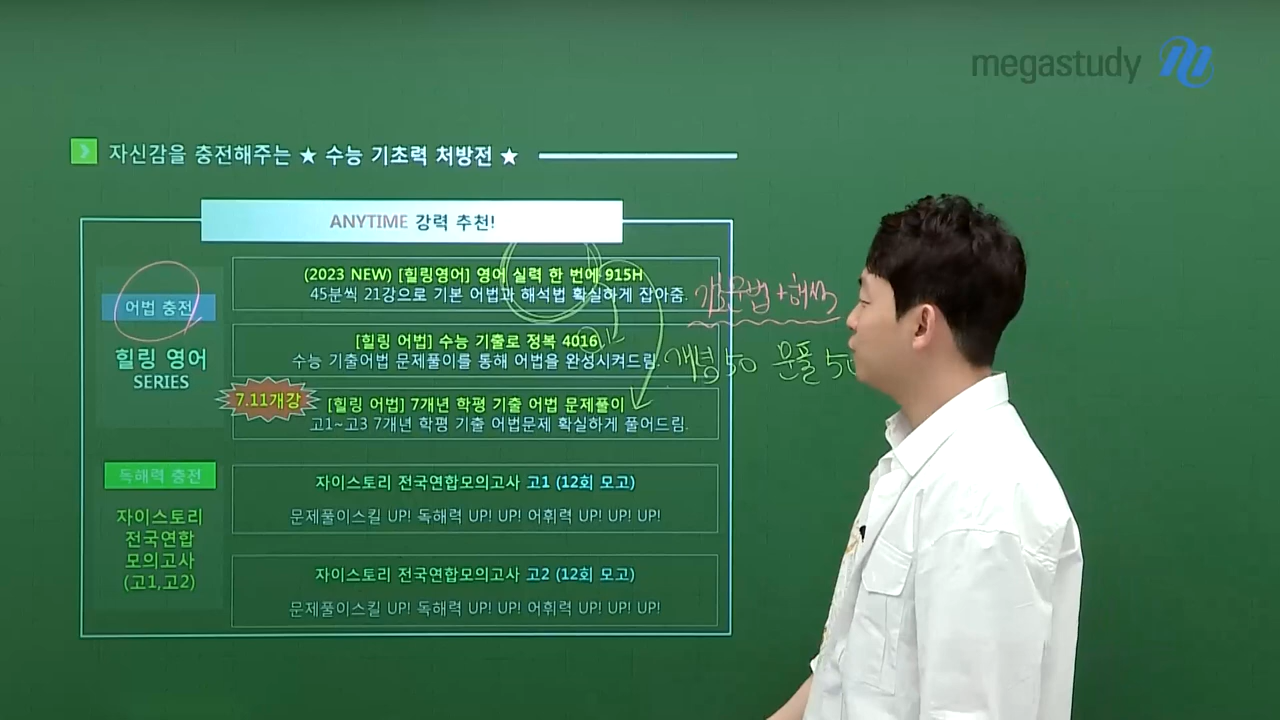 megastudy
자신감을 충전해주는 ★ 수능 기초력 처방전 ★
ANYTIME 강력 추천!
어법 충전
힐링 영어
SERIES
(2023 NEW) [힐링영어] 영어 실력 한 번에 915H
45분씩 21강으로 기본 어법과 해석법 확실하게 잡아줌.
[힐링 어법] 수능 기출로 정복 4016
수능 기출어법 문제풀이를 통해 어법을 완성시켜드림.
7.11개강
[힐링 어법] 7개년 학평 기출 어법 문제풀이
고1~고3 7개년 학평 기출 어법문제 확실하게 풀어드림.
개념 50 문풀 50
독해력 충전
자이스토리
전국연합
모의고사
(고1,고2)
자이스토리 전국연합모의고사 고1 (12회 모고)
문제풀이스킬 UP! 독해력 UP! UP! 어휘력 UP! UP! UP!
자이스토리 전국연합모의고사 고2 (12회 모고)
문제풀이스킬 UP! 독해력 UP! UP! 어휘력 UP! UP! UP!